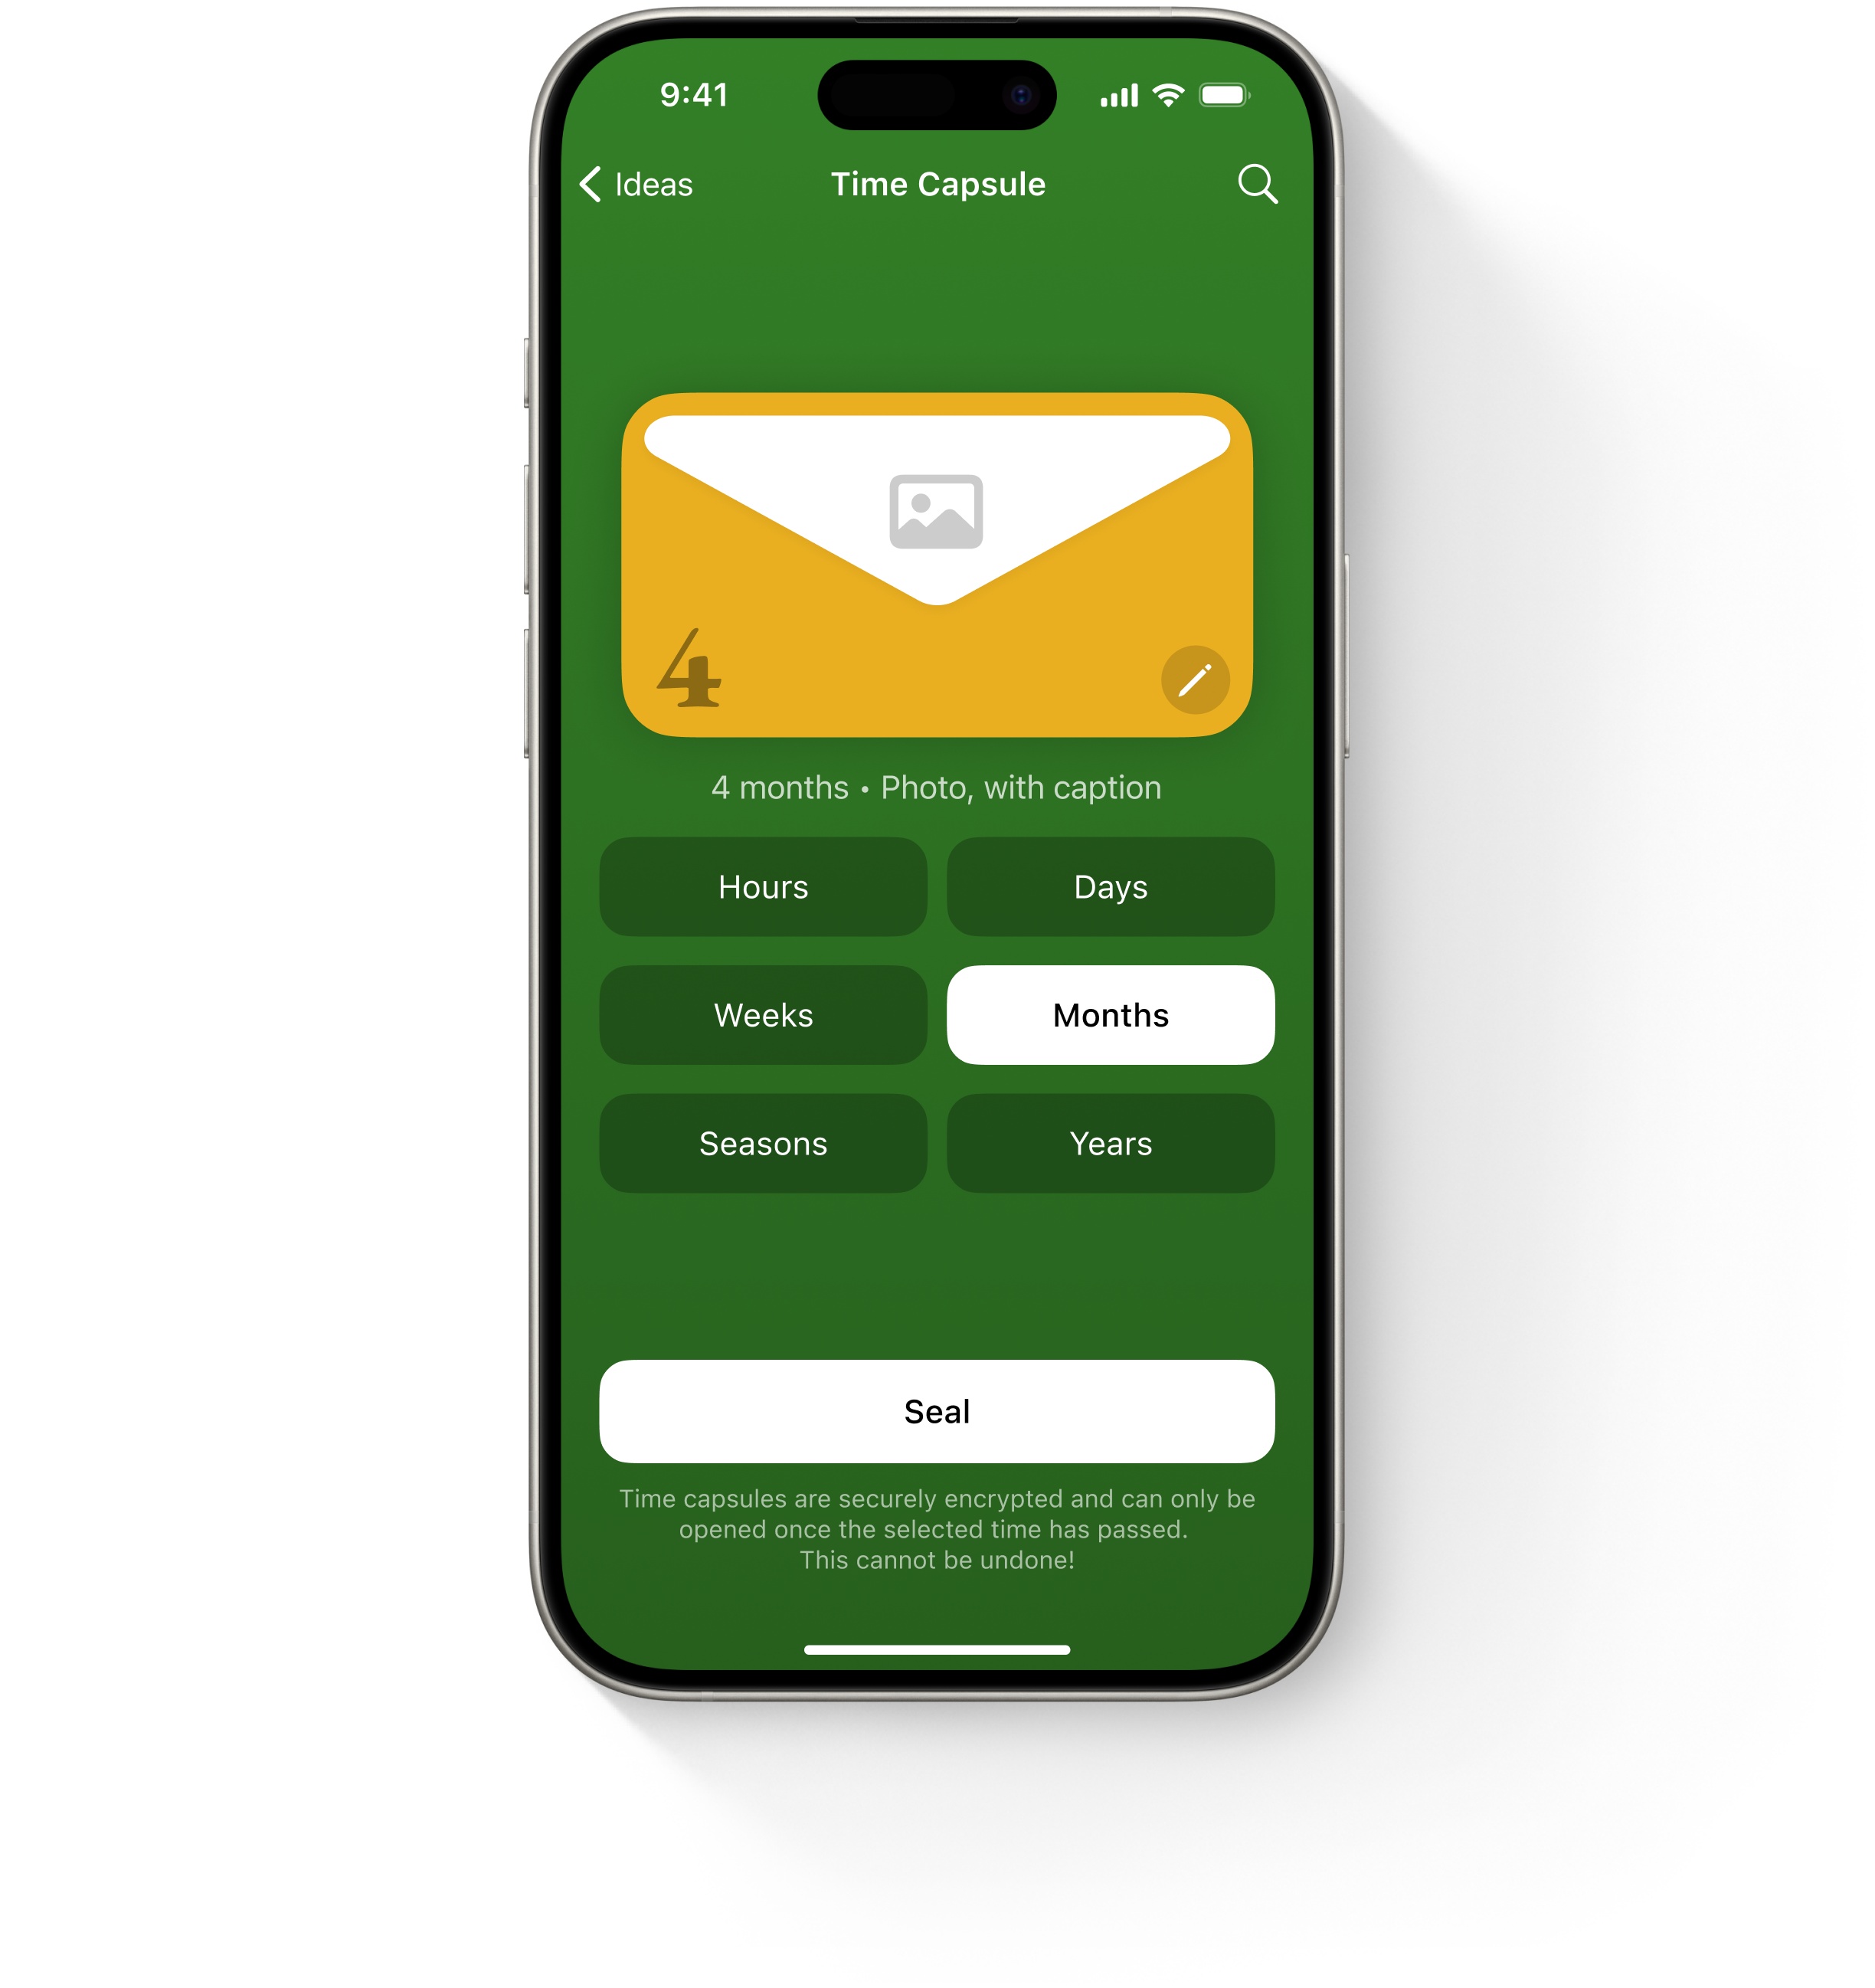 9:41
Ideas
Time Capsule
4
4 months • Photo, with caption
Hours
Days
Weeks
Months
Seasons
Years
Seal
Time capsules are securely encrypted and can only be
opened once the selected time has passed.
This cannot be undone!